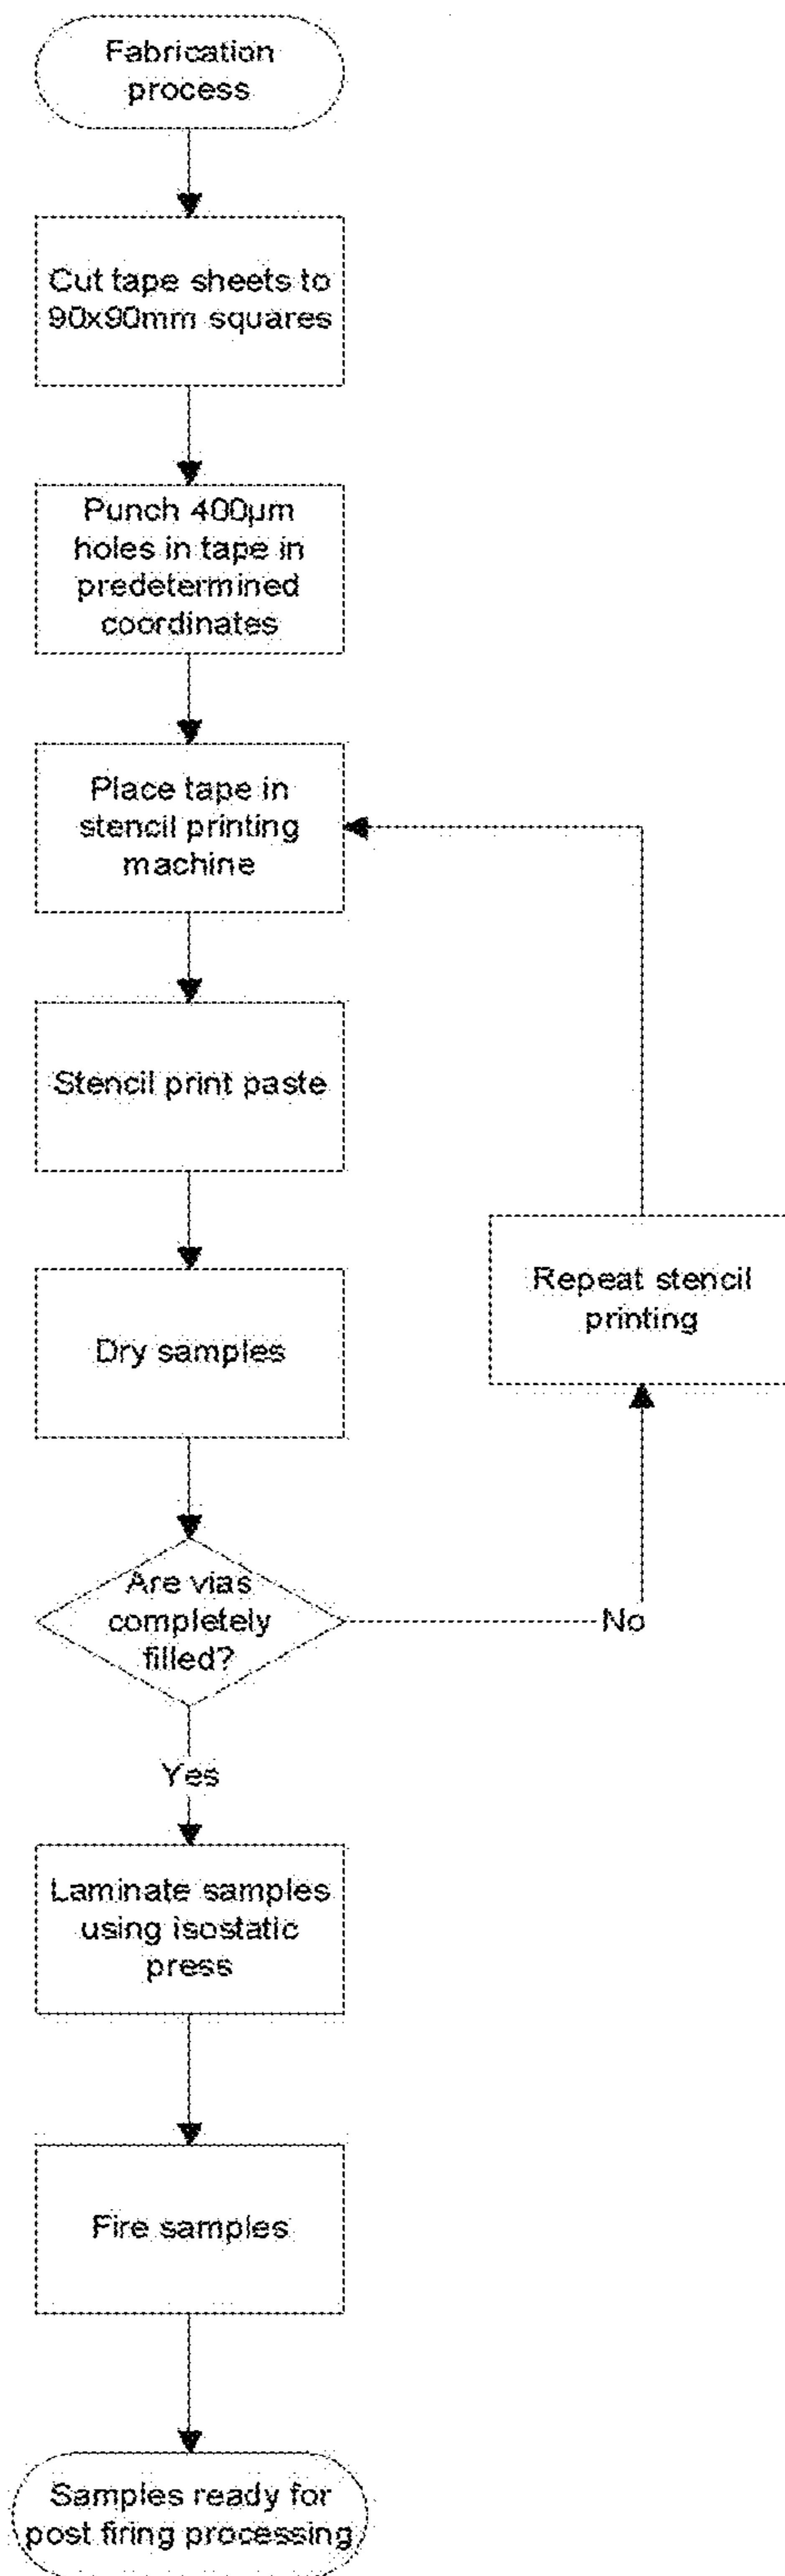 Fabrication
process
Cut tape sheets to
90x90mm squares
Punch 400µm
holes in tape in
predetermined
coordinates
Place tape in
stencil printing
machine
Stencil print paste
Repeat stencil
printing
Dry samples
Are vias
completely
filled?
No
Yes
Laminate samples
using isostatic
press
Fire samples
Samples ready for
post firing processing